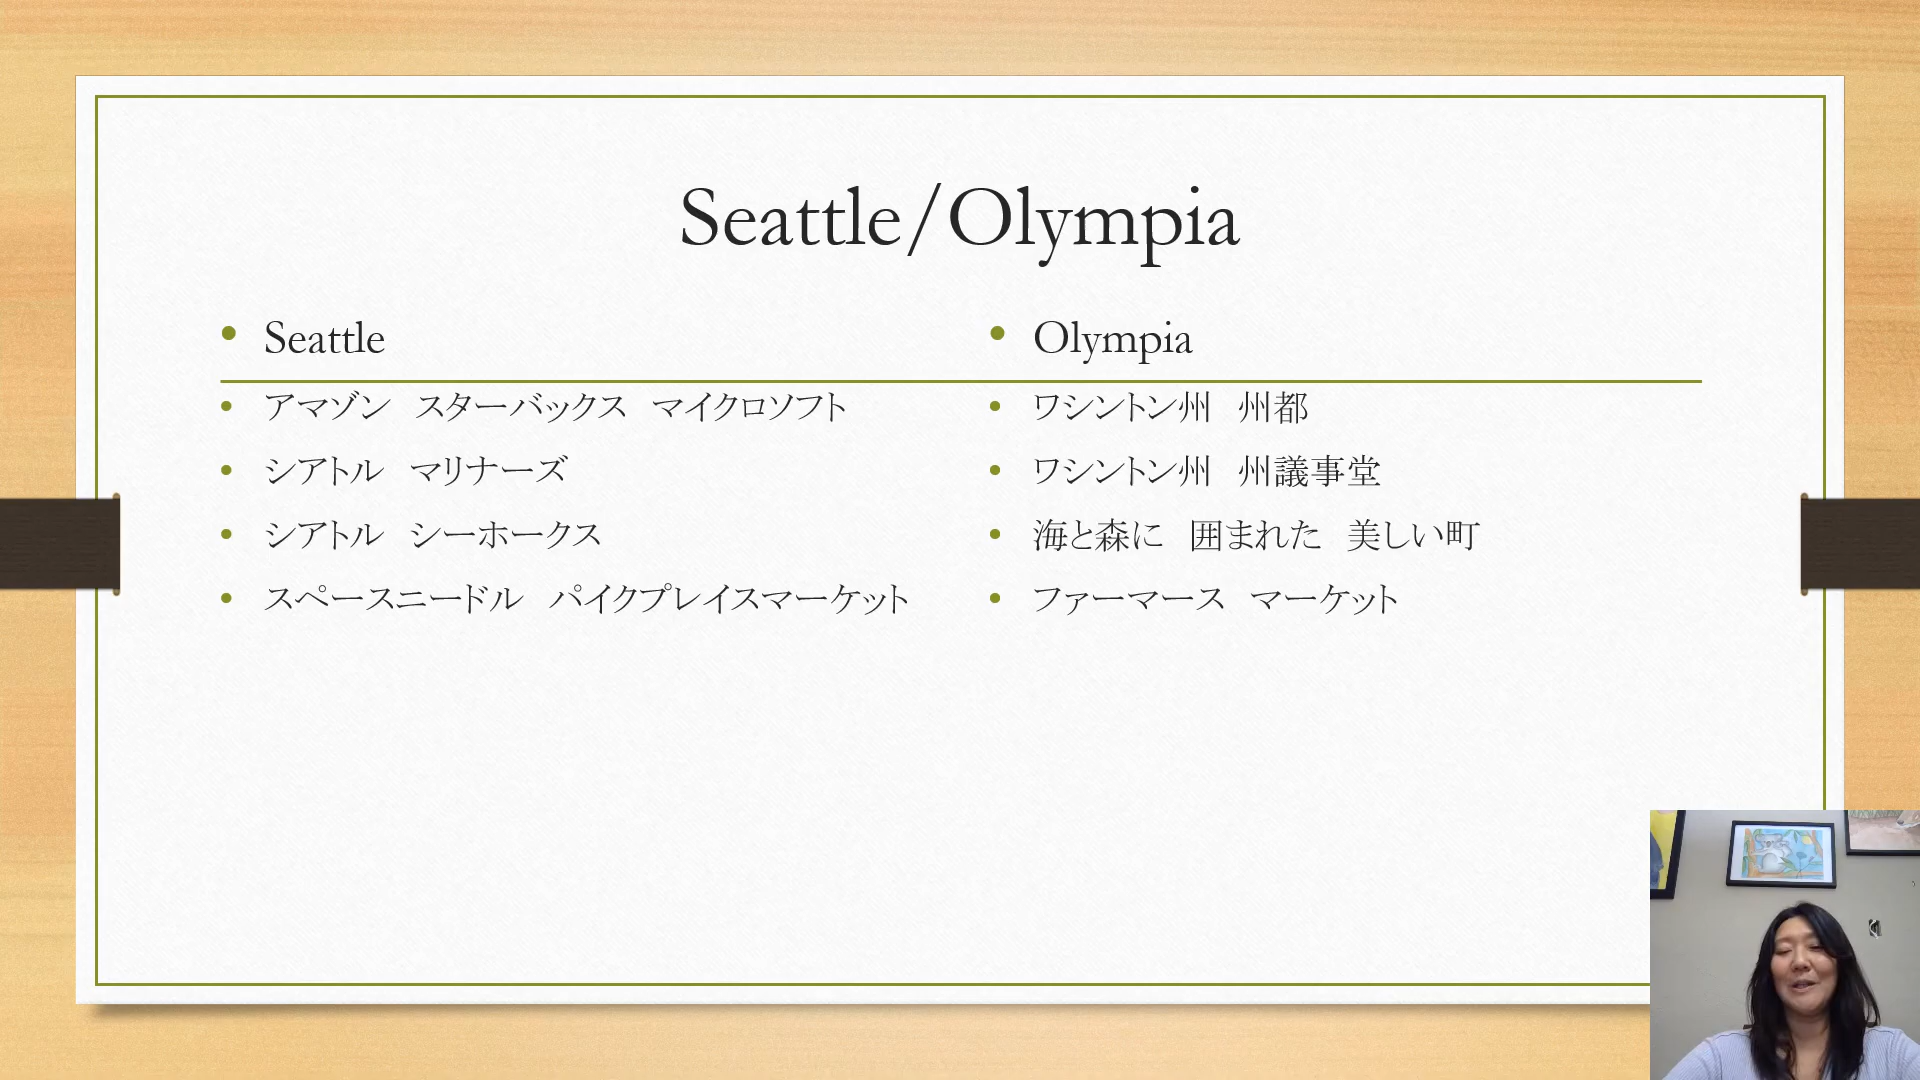 Seattle/Olympia
Seattle
アマゾン　スターバックス　マイクロソフト
シアトル　マリナーズ
シアトル　シーホークス
スペースニードル　パイクプレイスマーケット
Olympia
ワシントン州　州都
ワシントン州　州議事堂
海と森に　囲まれた　美しい町
ファーマース　マーケット